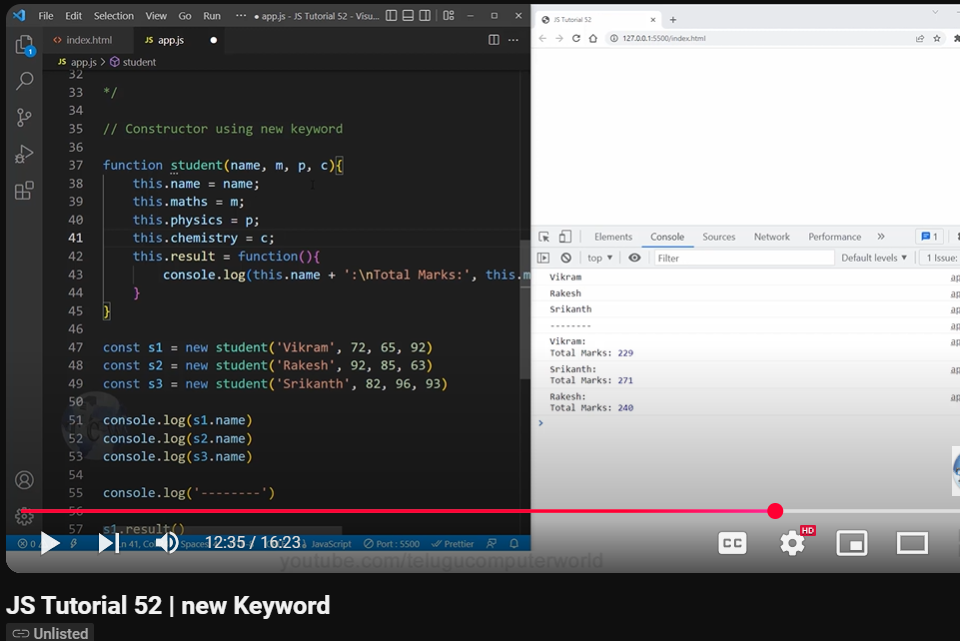 File Edit Selection View Go Run ··· ● app.js - JS Tutorial 52 - Visu...
index.html
JS app.js ●
JS app.js > student
1
32
33 */
34
35 // Constructor using new keyword
36
37 function student(name, m, p, c){
38 this.name = name;
39 this.maths = m;
40 this.physics = p;
41 this.chemistry = c;
42 this.result = function(){
43 console.log(this.name + ':\nTotal Marks:', this.m
44 }
45 }
46
47 const s1 = new student('Vikram', 72, 65, 92)
48 const s2 = new student('Rakesh', 92, 85, 63)
49 const s3 = new student('Srikanth', 82, 96, 93)
50
51 console.log(s1.name)
52 console.log(s2.name)
53 console.log(s3.name)
54
55 console.log('--------')
57 s1.result()
JavaScript Port : 5500 Prettier
JS Tutorial 52
127.0.0.1:5500/index.html
Elements Console Sources Network Performance » 1
top ▼ Filter Default levels ▼ 1 Issue:
Vikram
Rakesh
Srikanth
--------
Vikram:
Total Marks: 229
Srikanth:
Total Marks: 271
Rakesh:
Total Marks: 240
12:35 / 16:23
CC
HD
youtube.com/telugucomputerworld
JS Tutorial 52 | new Keyword
Unlisted